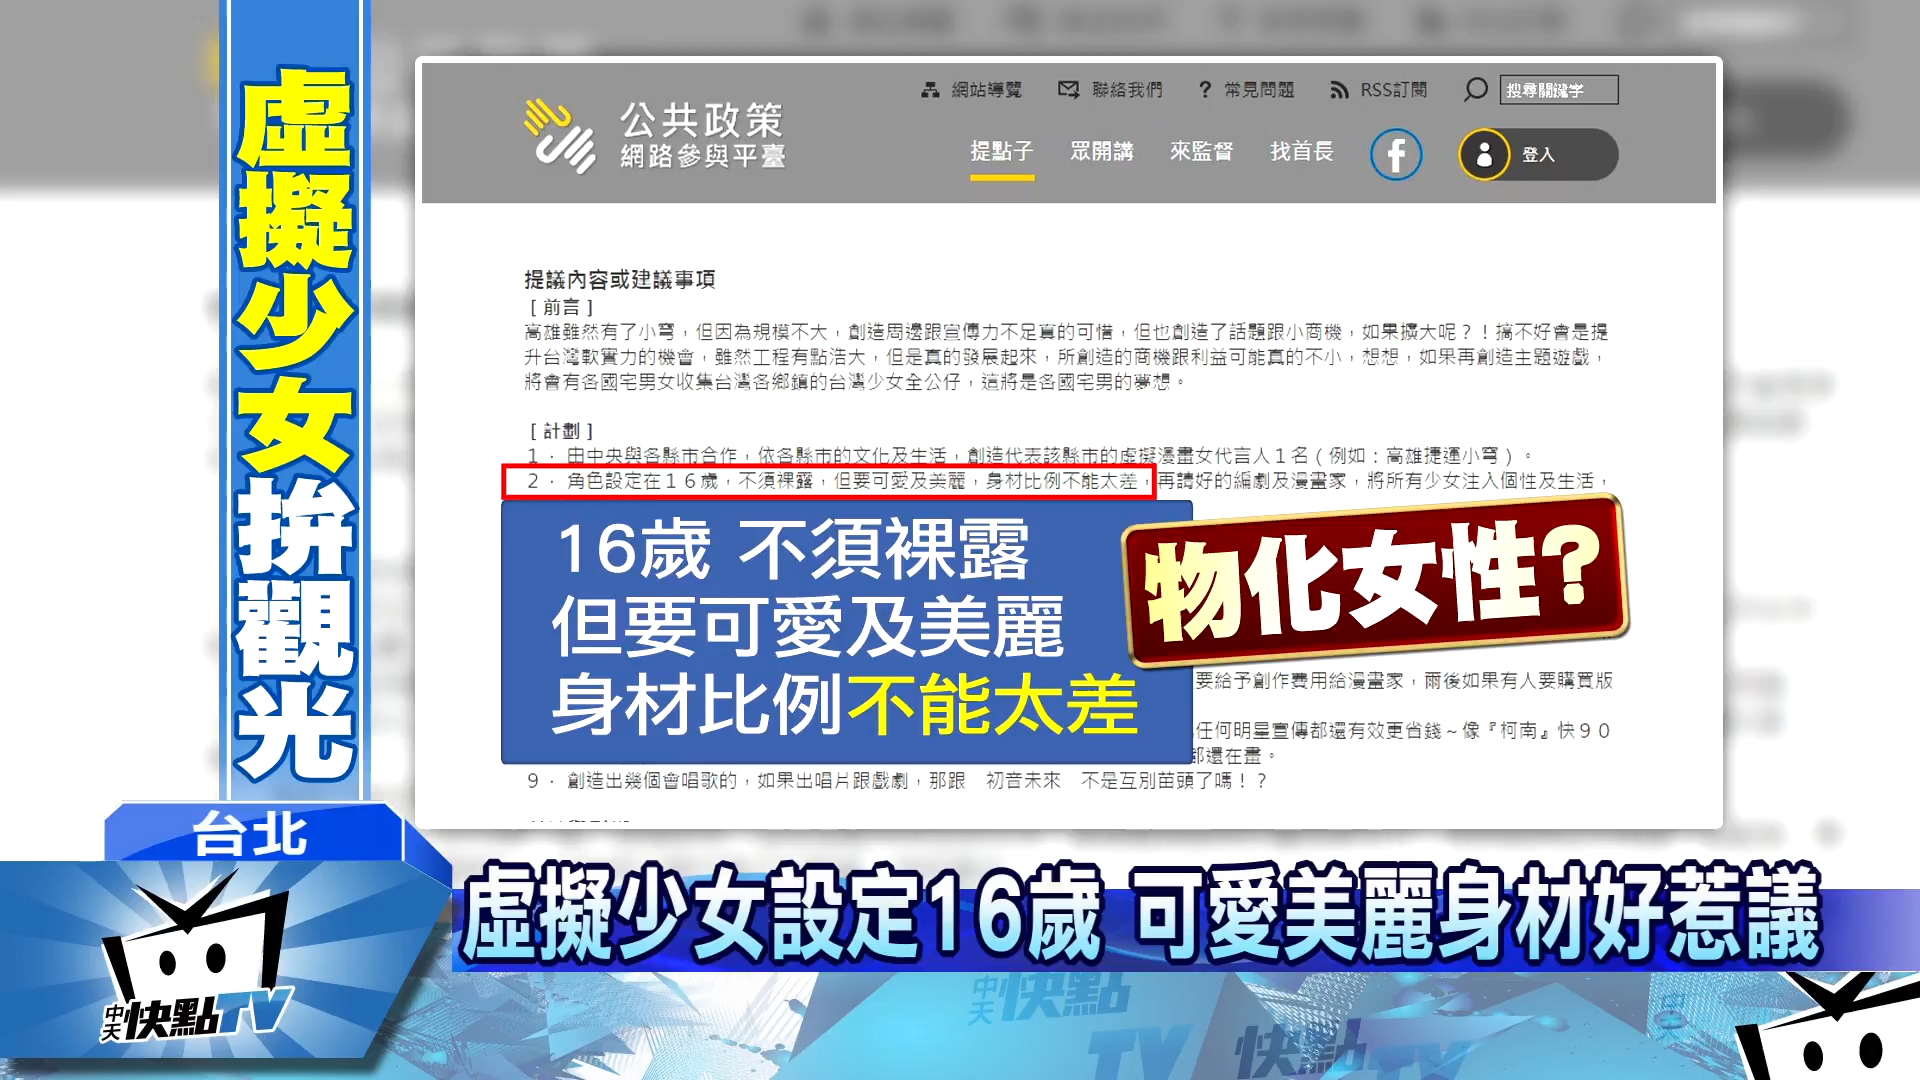 虛擬少女拚觀光
網站導覽 聯絡我們 ? 常見問題 RSS訂閱 搜尋關鍵字
公共政策
網路參與平臺
提點子 眾開講 來監督 找首長 f 登入
提議內容或建議事項
[ 前言 ]
高雄雖然有了小穹，但因為規模不大，創造周邊跟宣傳力不足真的可惜，但也創造了話題跟小商機，如果擴大呢？！搞不好會是提
升台灣軟實力的機會，雖然工程有點浩大，但是真的發展起來，所創造的商機跟利益可能真的不小，想想，如果再創造主題遊戲，
將會有各國宅男女收集台灣各鄉鎮的台灣少女全公仔，這將是各國宅男的夢想。
[ 計劃 ]
１． 由中央與各縣市合作，依各縣市的文化及生活，創造代表該縣市的虛擬漫畫女代言人１名（例如：高雄捷運小穹）。
２． 角色設定在１６歲，不須裸露，但要可愛及美麗，身材比例不能太差，再請好的編劇及漫畫家，將所有少女注入個性及生活，
16歲 不須裸露
但要可愛及美麗
身材比例不能太差
物化女性?
要給予創作費用給漫畫家，爾後如果有人要購買版
任何明星宣傳都還有效更省錢～像『柯南』快９０
都還在畫。
９． 創造出幾個會唱歌的，如果出唱片跟戲劇，那跟 初音未來 不是互別苗頭了嗎！？
台北
虛擬少女設定16歲 可愛美麗身材好惹議
中天快點TV
中天快點TV
快點TV